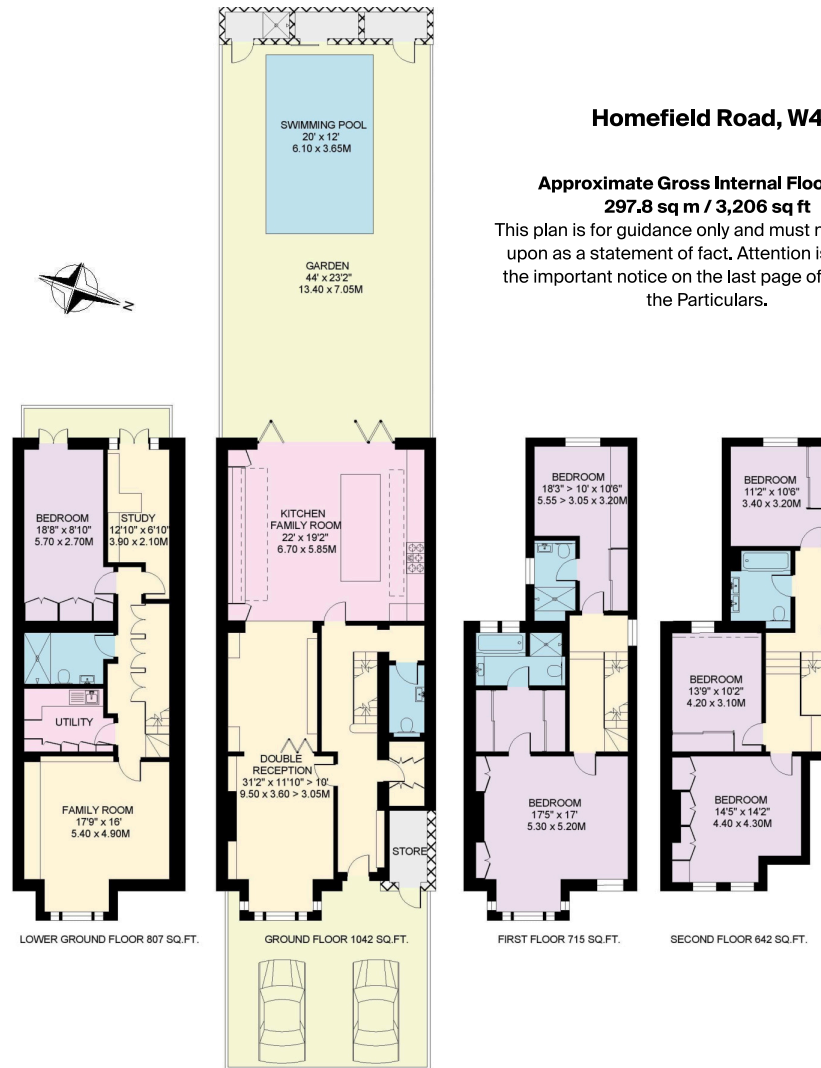 Homefield Road, W4
Approximate Gross Internal Floo
297.8 sq m / 3,206 sq ft
This plan is for guidance only and must n
upon as a statement of fact. Attention i
the important notice on the last page of
the Particulars.
SWIMMING POOL
20' x 12'
6.10 x 3.65M
GARDEN
44' x 23'2"
13.40 x 7.05M
N
BEDROOM
18'8" x 8'10"
5.70 x 2.70M
STUDY
12'10" x 6'10"
3.90 x 2.10M
UTILITY
FAMILY ROOM
17'9" x 16'
5.40 x 4.90M
LOWER GROUND FLOOR 807 SQ.FT.
KITCHEN
FAMILY ROOM
22' x 19'2"
6.70 x 5.85M
DOUBLE
RECEPTION
31'2" x 11'10" > 10'
9.50 x 3.60 > 3.05M
STORE
GROUND FLOOR 1042 SQ.FT.
BEDROOM
18'3" > 10' x 10'6"
5.55 > 3.05 x 3.20M
BEDROOM
17'5" x 17'
5.30 x 5.20M
FIRST FLOOR 715 SQ.FT.
BEDROOM
11'2" x 10'6"
3.40 x 3.20M
BEDROOM
13'9" x 10'2"
4.20 x 3.10M
BEDROOM
14'5" x 14'2"
4.40 x 4.30M
SECOND FLOOR 642 SQ.FT.